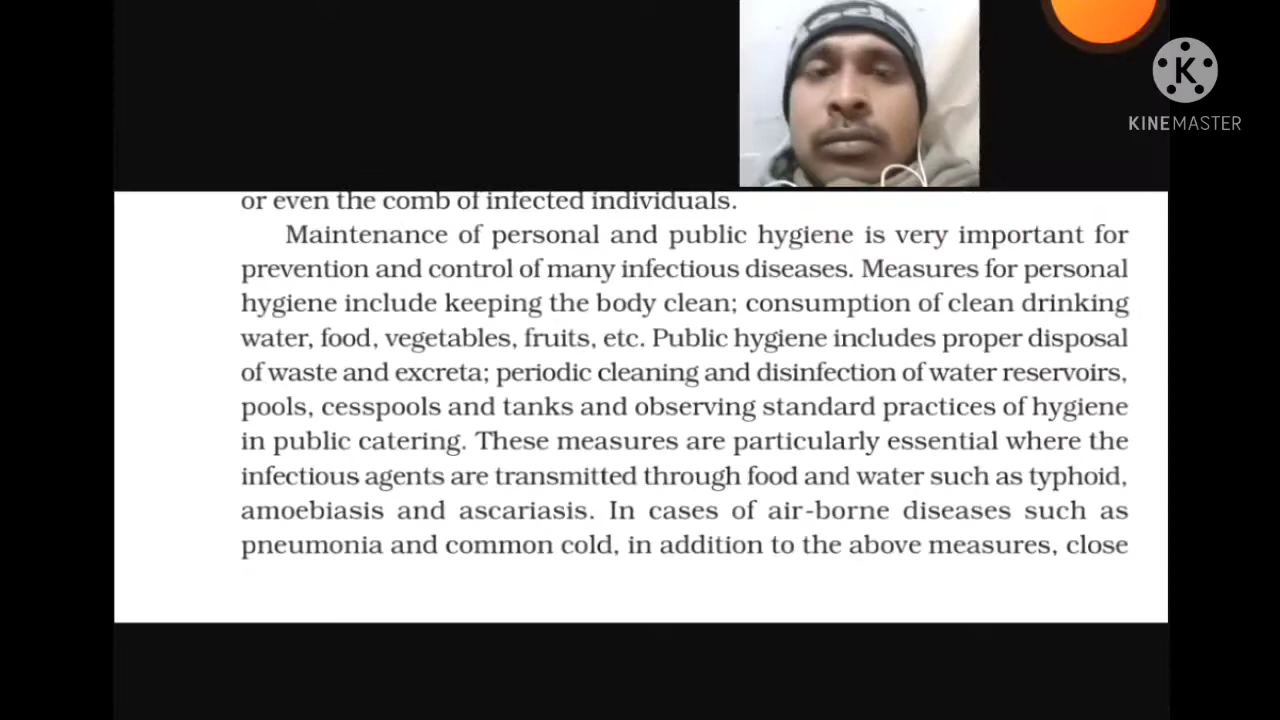 KINEMASTER
or even the comb of infected individuals.
Maintenance of personal and public hygiene is very important for
prevention and control of many infectious diseases. Measures for personal
hygiene include keeping the body clean; consumption of clean drinking
water, food, vegetables, fruits, etc. Public hygiene includes proper disposal
of waste and excreta; periodic cleaning and disinfection of water reservoirs,
pools, cesspools and tanks and observing standard practices of hygiene
in public catering. These measures are particularly essential where the
infectious agents are transmitted through food and water such as typhoid,
amoebiasis and ascariasis. In cases of air-borne diseases such as
pneumonia and common cold, in addition to the above measures, close